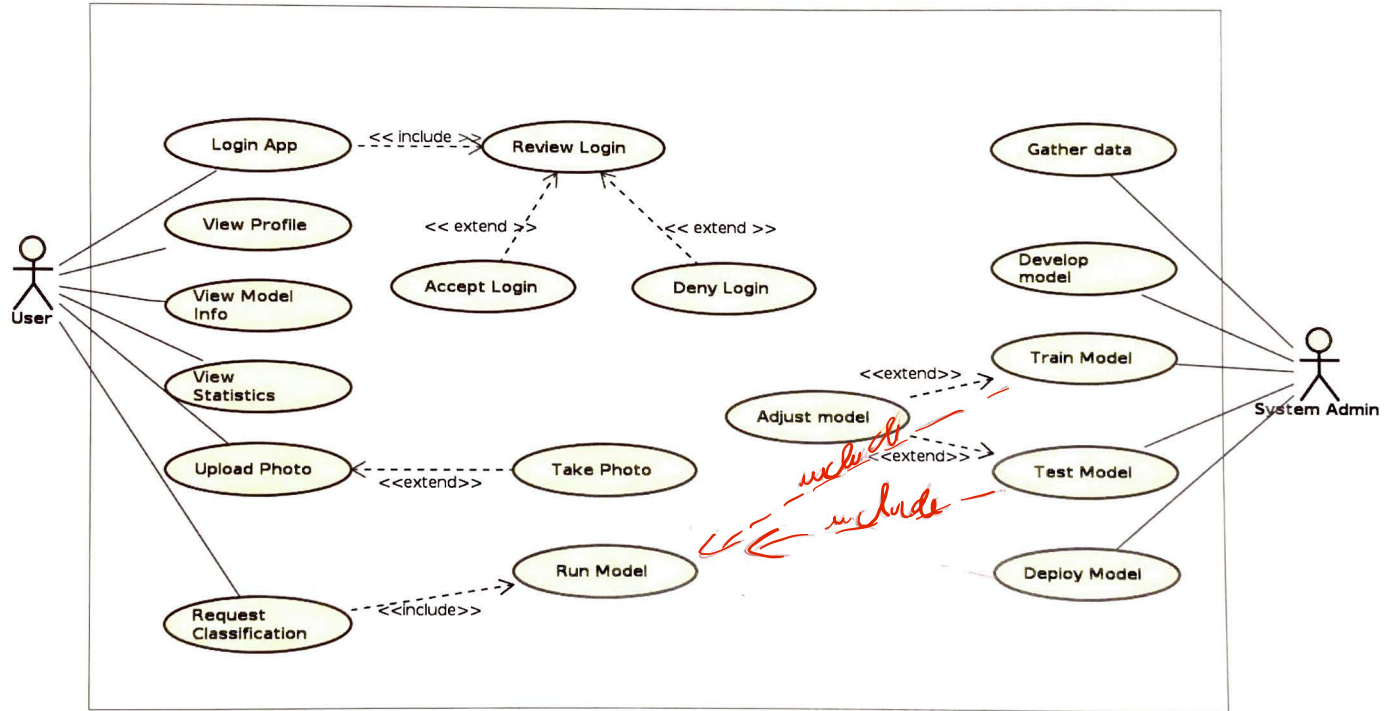 Login App
<< include >>
Review Login
Gather data
View Profile
<< extend >>
<< extend >>
Develop
model
Accept Login
Deny Login
View Model
Info
User
Train Model
<<extend>>
View
Statistics
Adjust model
System Admin
include
<<extend>>
Upload Photo
<<extend>>
Take Photo
Test Model
include
Run Model
Deploy Model
Request
Classification
<<include>>